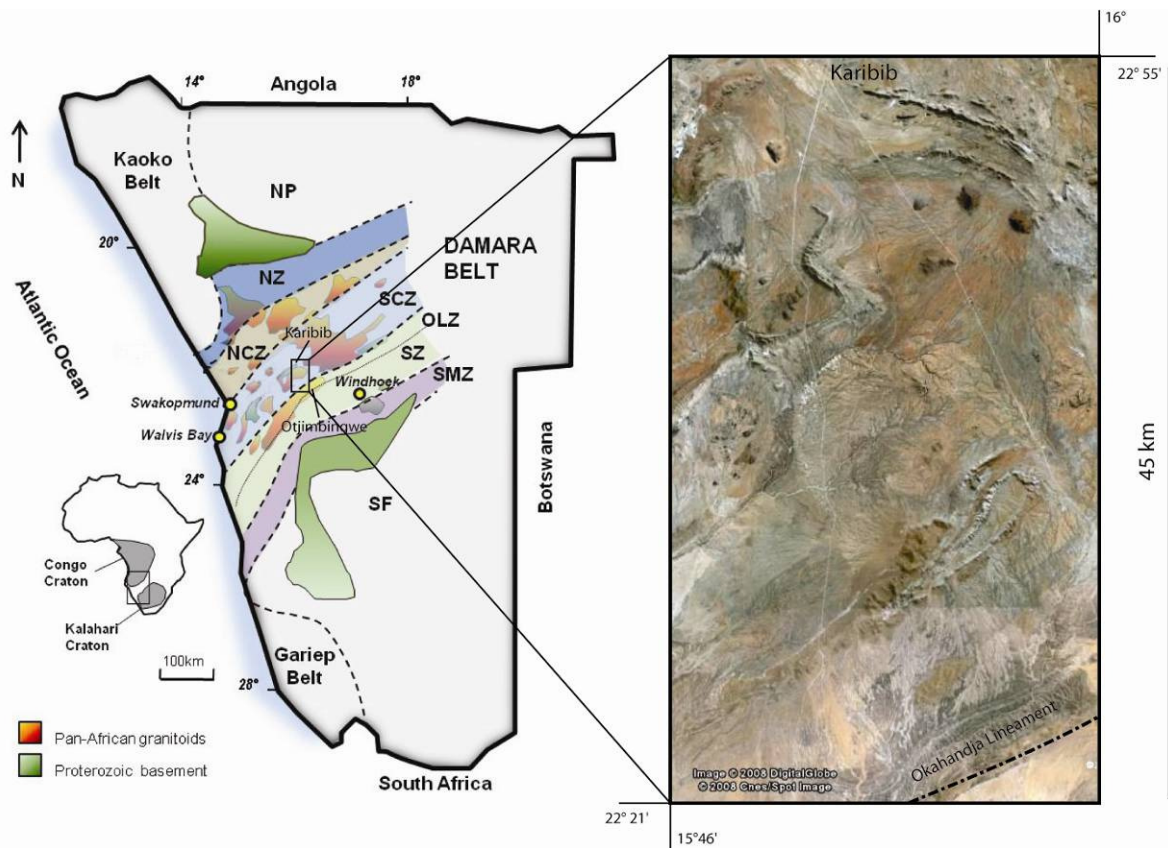 14°
Angola
18°
N
Kaoko
Belt
NP
20°
DAMARA
BELT
NZ
SCZ
OLZ
Karibib
NCZ
SZ
Windhoek
SMZ
Swakopmund
Otjimbingwe
Walvis Bay
Atlantic Ocean
24°
SF
Botswana
Congo
Craton
Kalahari
Craton
100km
Gariep
Belt
28°
Pan-African granitoids
Proterozoic basement
South Africa
16°
Karibib
22° 55'
45 km
Okahandja Lineament
Image © 2008 DigitalGlobe
© 2008 Cnes/Spot Image
22° 21'
15°46'